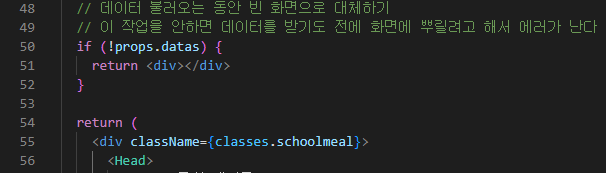 48 // 데이터 불러오는 동안 빈 화면으로 대체하기
49 // 이 작업을 안하면 데이터를 받기도 전에 화면에 뿌릴려고 해서 에러가 난다
50 if (!props.datas) {
51 return <div></div>
52 }
53
54 return (
55 <div className={classes.schoolmeal}>
56 <Head>